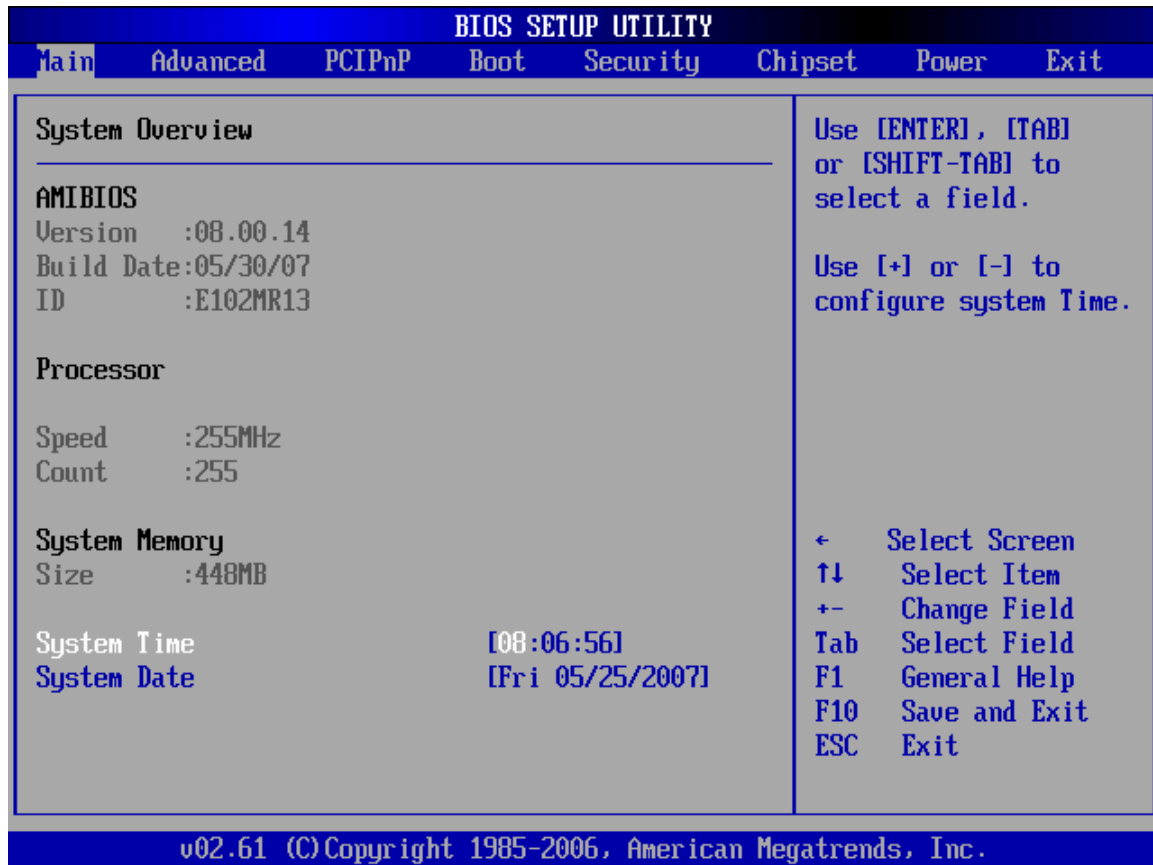 BIOS SETUP UTILITY
Main Advanced PCIPnP Boot Security Chipset Power Exit
System Overview
AMIBIOS
Version :08.00.14
Build Date:05/30/07
ID :E102MR13
Processor
Speed :255MHz
Count :255
System Memory
Size :448MB
System Time [08:06:56]
System Date [Fri 05/25/2007]
Use [ENTER], [TAB]
or [SHIFT-TAB] to
select a field.
Use [+] or [-] to
configure system Time.
← Select Screen
↑↓ Select Item
+- Change Field
Tab Select Field
F1 General Help
F10 Save and Exit
ESC Exit
v02.61 (C)Copyright 1985-2006, American Megatrends, Inc.